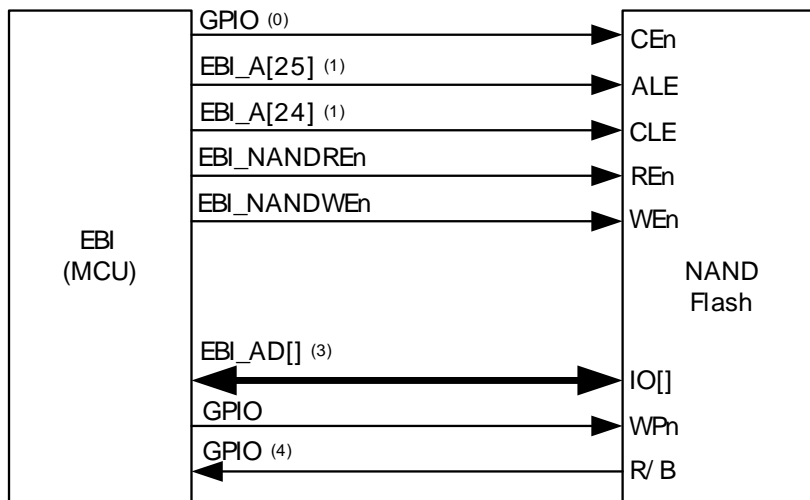 GPIO (0)
CEn
EBI_A[25] (1)
ALE
EBI_A[24] (1)
CLE
EBI_NANDREn
REn
EBI_NANDWEn
WEn
EBI
(MCU)
NAND
Flash
EBI_AD[] (3)
IO[]
GPIO
WPn
GPIO (4)
R/ B